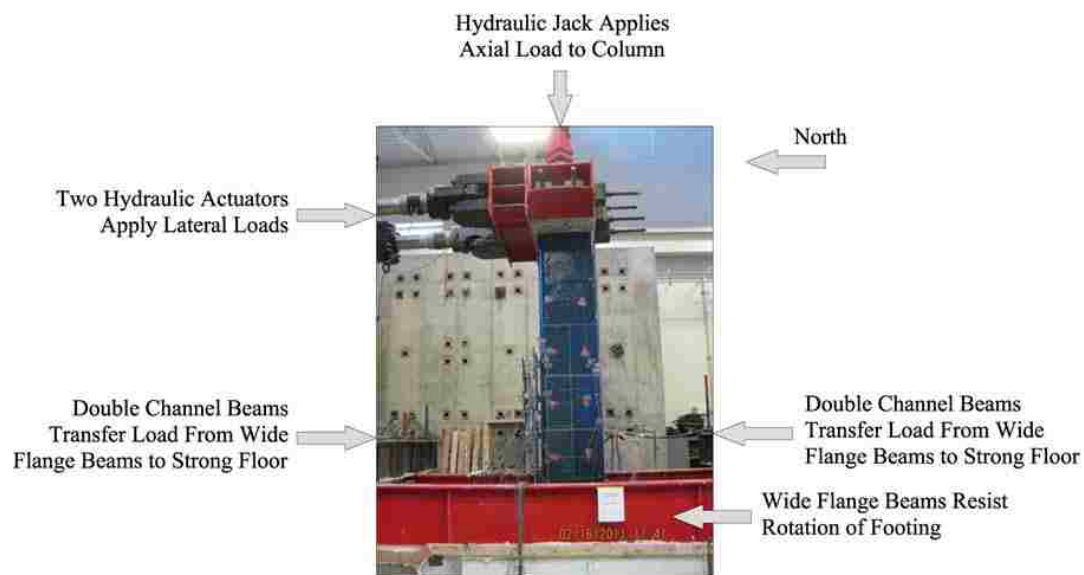 Hydraulic Jack Applies
Axial Load to Column
North
Two Hydraulic Actuators
Apply Lateral Loads
Double Channel Beams
Transfer Load From Wide
Flange Beams to Strong Floor
Double Channel Beams
Transfer Load From Wide
Flange Beams to Strong Floor
Wide Flange Beams Resist
Rotation of Footing